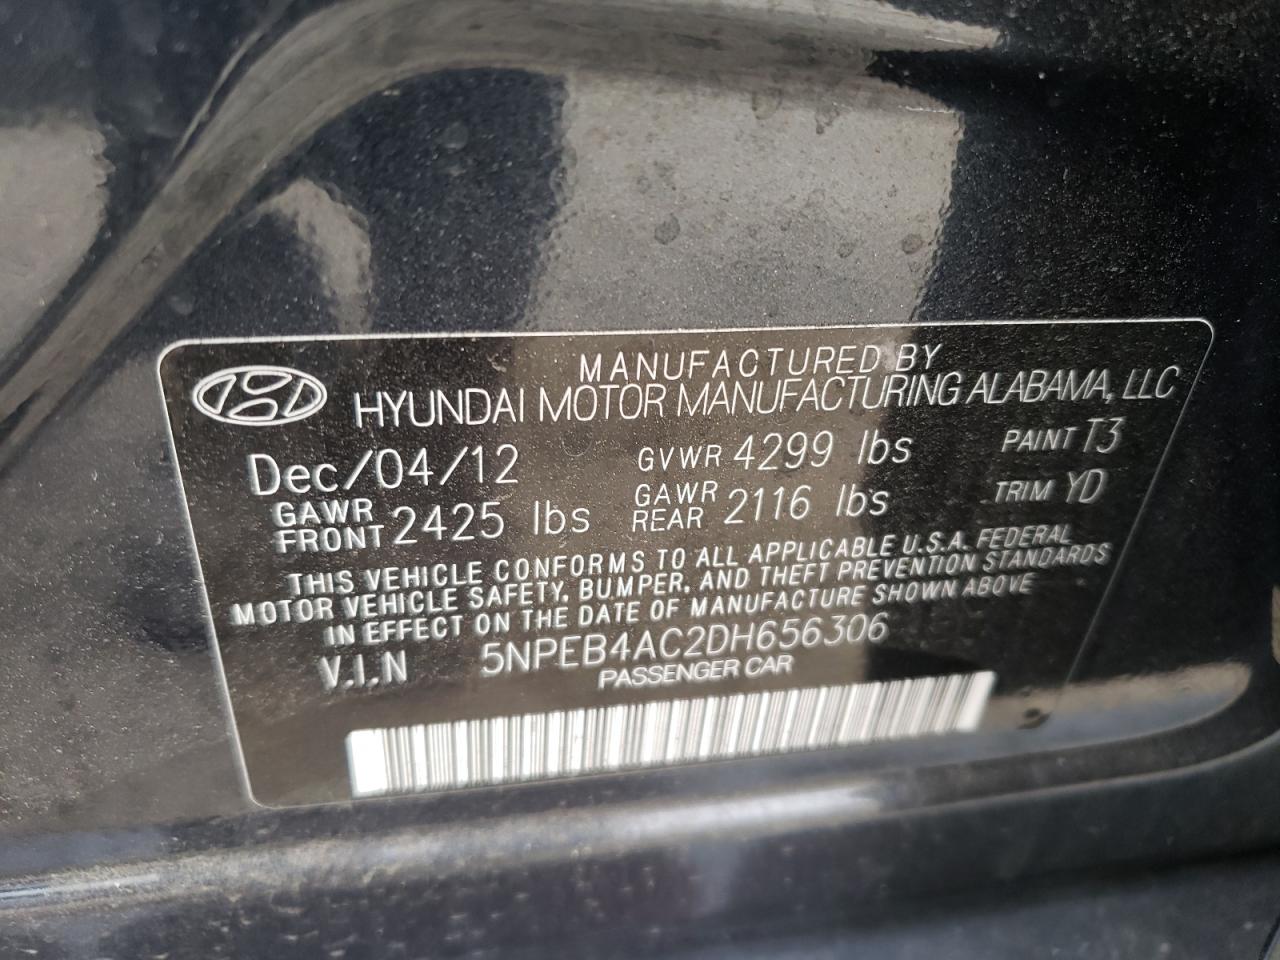 MANUFACTURED BY
HYUNDAI MOTOR MANUFACTURING ALABAMA, LLC
Dec/04/12 GVWR 4299 lbs PAINT T3
GAWR FRONT 2425 lbs GAWR REAR 2116 lbs TRIM YD
THIS VEHICLE CONFORMS TO ALL APPLICABLE U.S.A. FEDERAL
MOTOR VEHICLE SAFETY, BUMPER, AND THEFT PREVENTION STANDARDS
IN EFFECT ON THE DATE OF MANUFACTURE SHOWN ABOVE
V.I.N 5NPEB4AC2DH656306
PASSENGER CAR